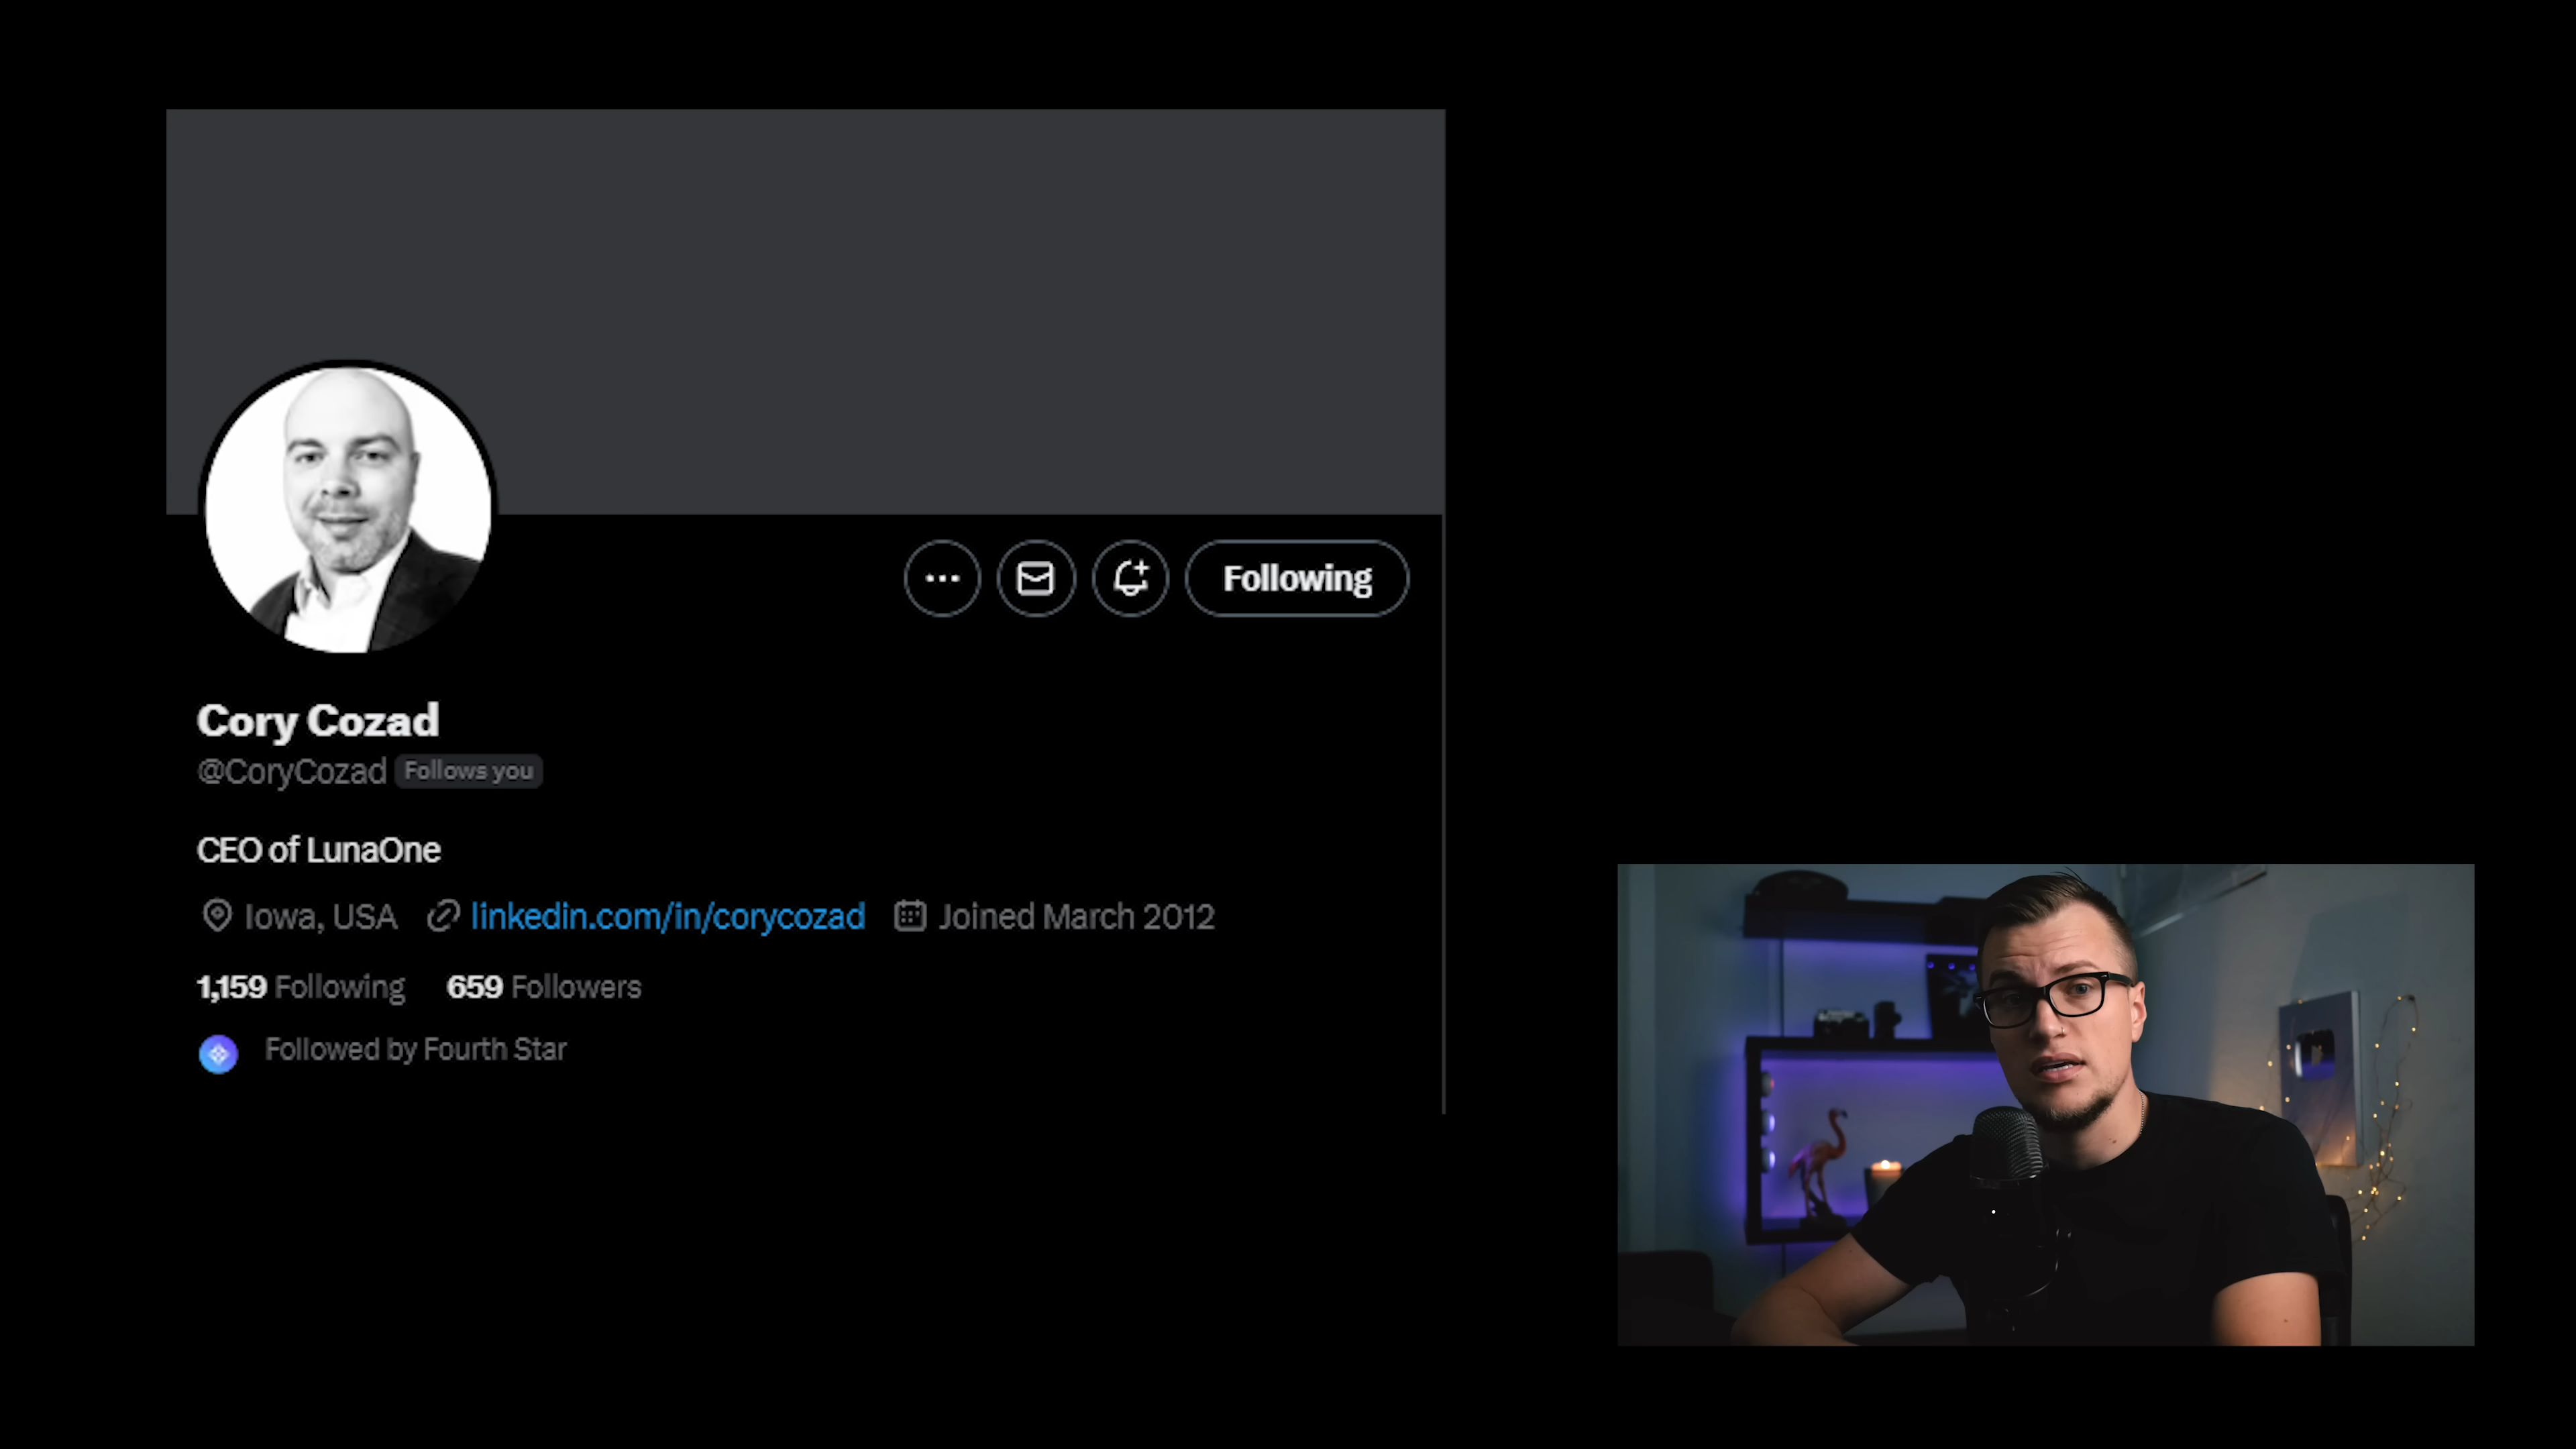 Following
Cory Cozad
@CoryCozad Follows you
CEO of LunaOne
Iowa, USA linkedin.com/in/corycozad Joined March 2012
1,159 Following 659 Followers
Followed by Fourth Star